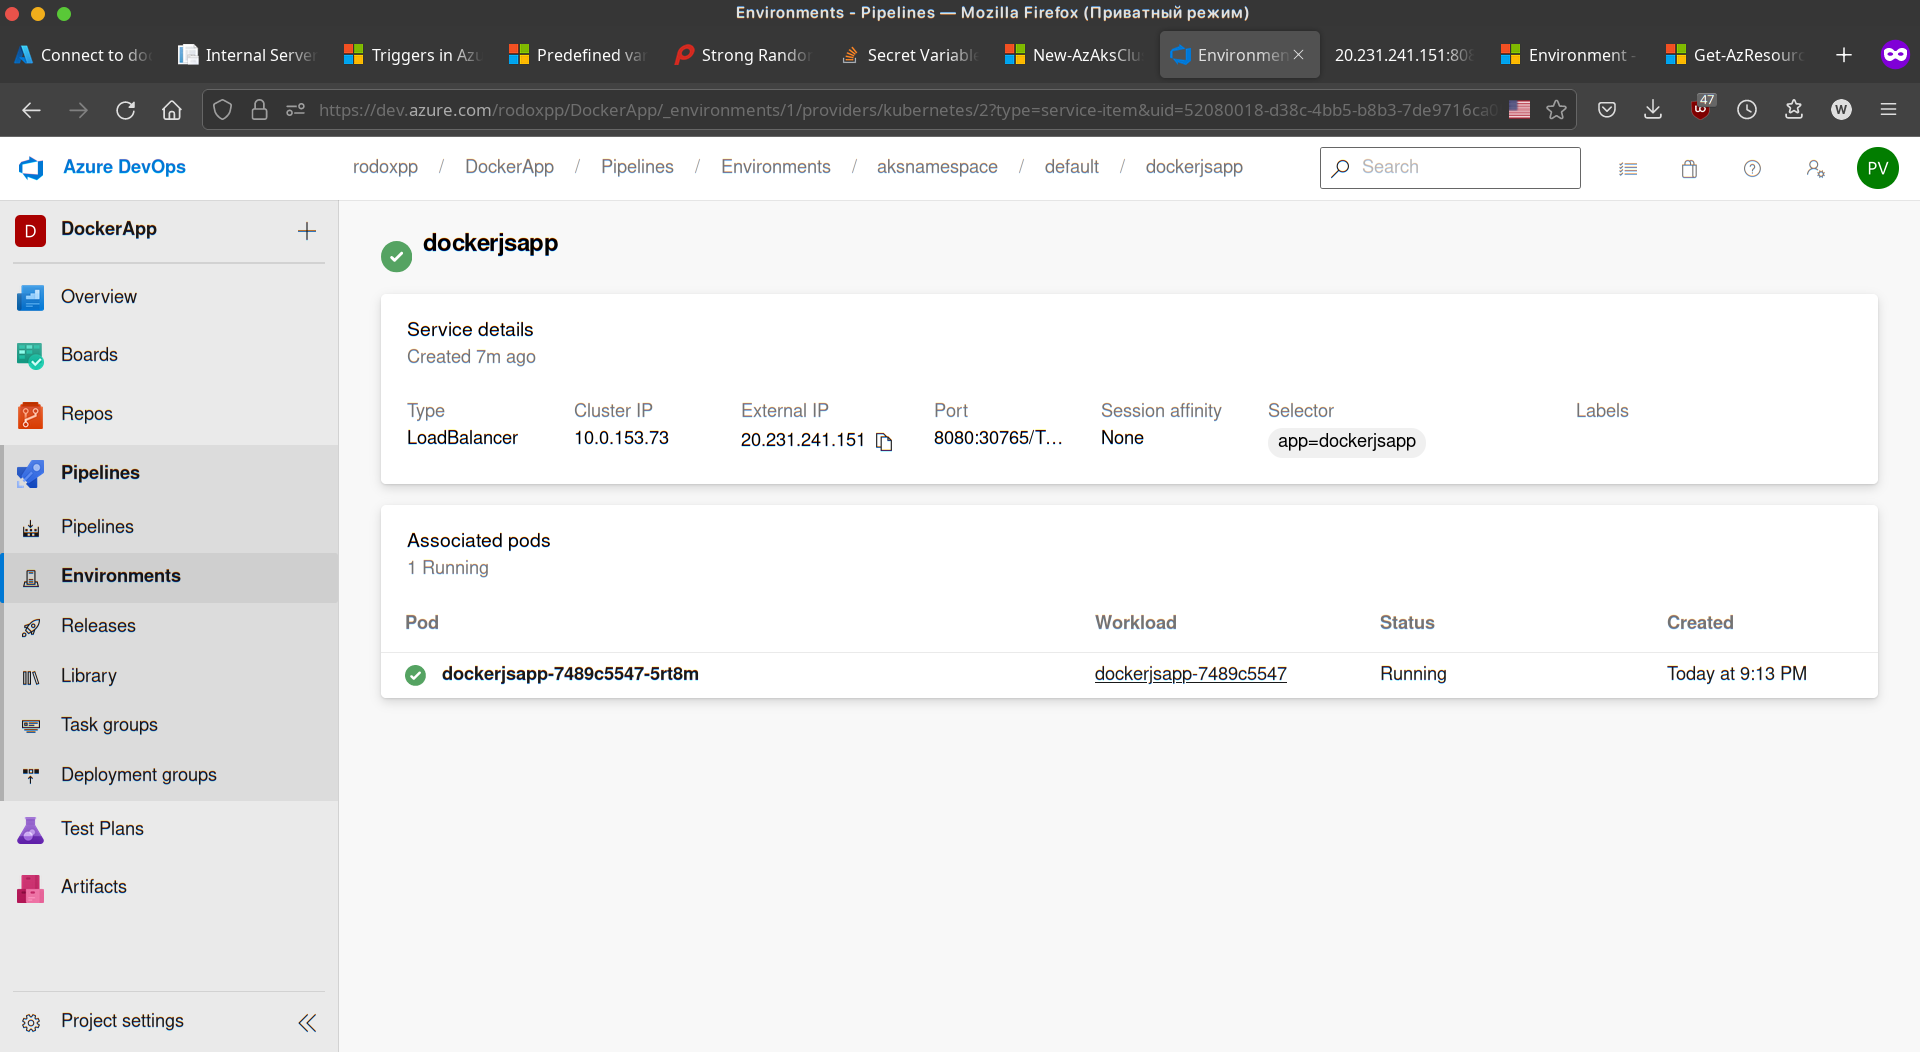 Environments - Pipelines — Mozilla Firefox (Приватный режим)
Connect to do
Internal Server
Triggers in Azu
Predefined va
Strong Rando
Secret Variable
New-AzAksClu
Environmen
20.231.241.151:808
Environment -
Get-AzResourc
https://dev.azure.com/rodoxpp/DockerApp/_environments/1/providers/kubernetes/2?type=service-item&uid=52080018-d38c-4bb5-b8b3-7de9716ca0
47
W
Azure DevOps
rodoxpp / DockerApp / Pipelines / Environments / aksnamespace / default / dockerjsapp
Search
PV
D DockerApp
Overview
Boards
Repos
Pipelines
Pipelines
Environments
Releases
Library
Task groups
Deployment groups
Test Plans
Artifacts
Project settings
dockerjsapp
Service details
Created 7m ago
Type Cluster IP External IP Port Session affinity Selector Labels
LoadBalancer 10.0.153.73 20.231.241.151 8080:30765/T... None app=dockerjsapp
Associated pods
1 Running
Pod Workload Status Created
dockerjsapp-7489c5547-5rt8m dockerjsapp-7489c5547 Running Today at 9:13 PM